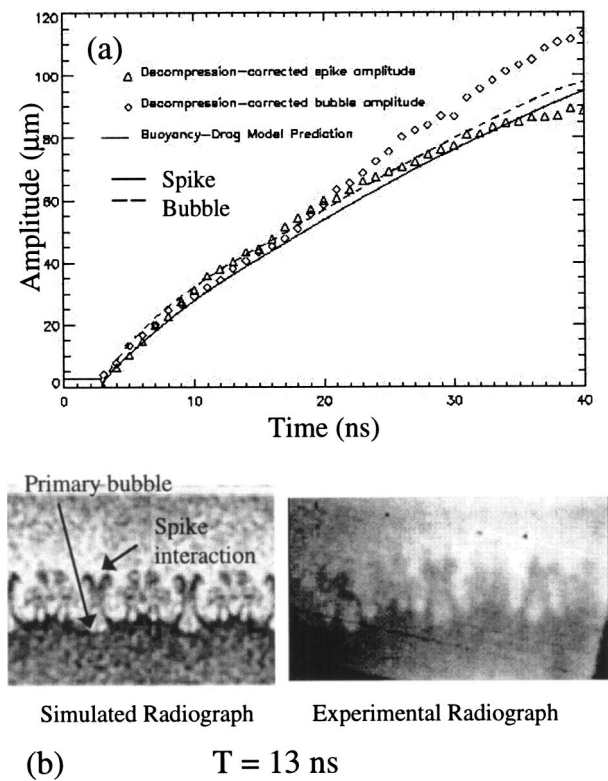 (a)
120
100
80
60
40
20
0
Amplitude (μm)
Decompression-corrected spike amplitude
Decompression-corrected bubble amplitude
Buoyancy-Drag Model Prediation
Spike
Bubble
0 10 20 30 40
Time (ns)
Primary bubble
Spike
interaction
Simulated Radiograph Experimental Radiograph
(b) T = 13 ns